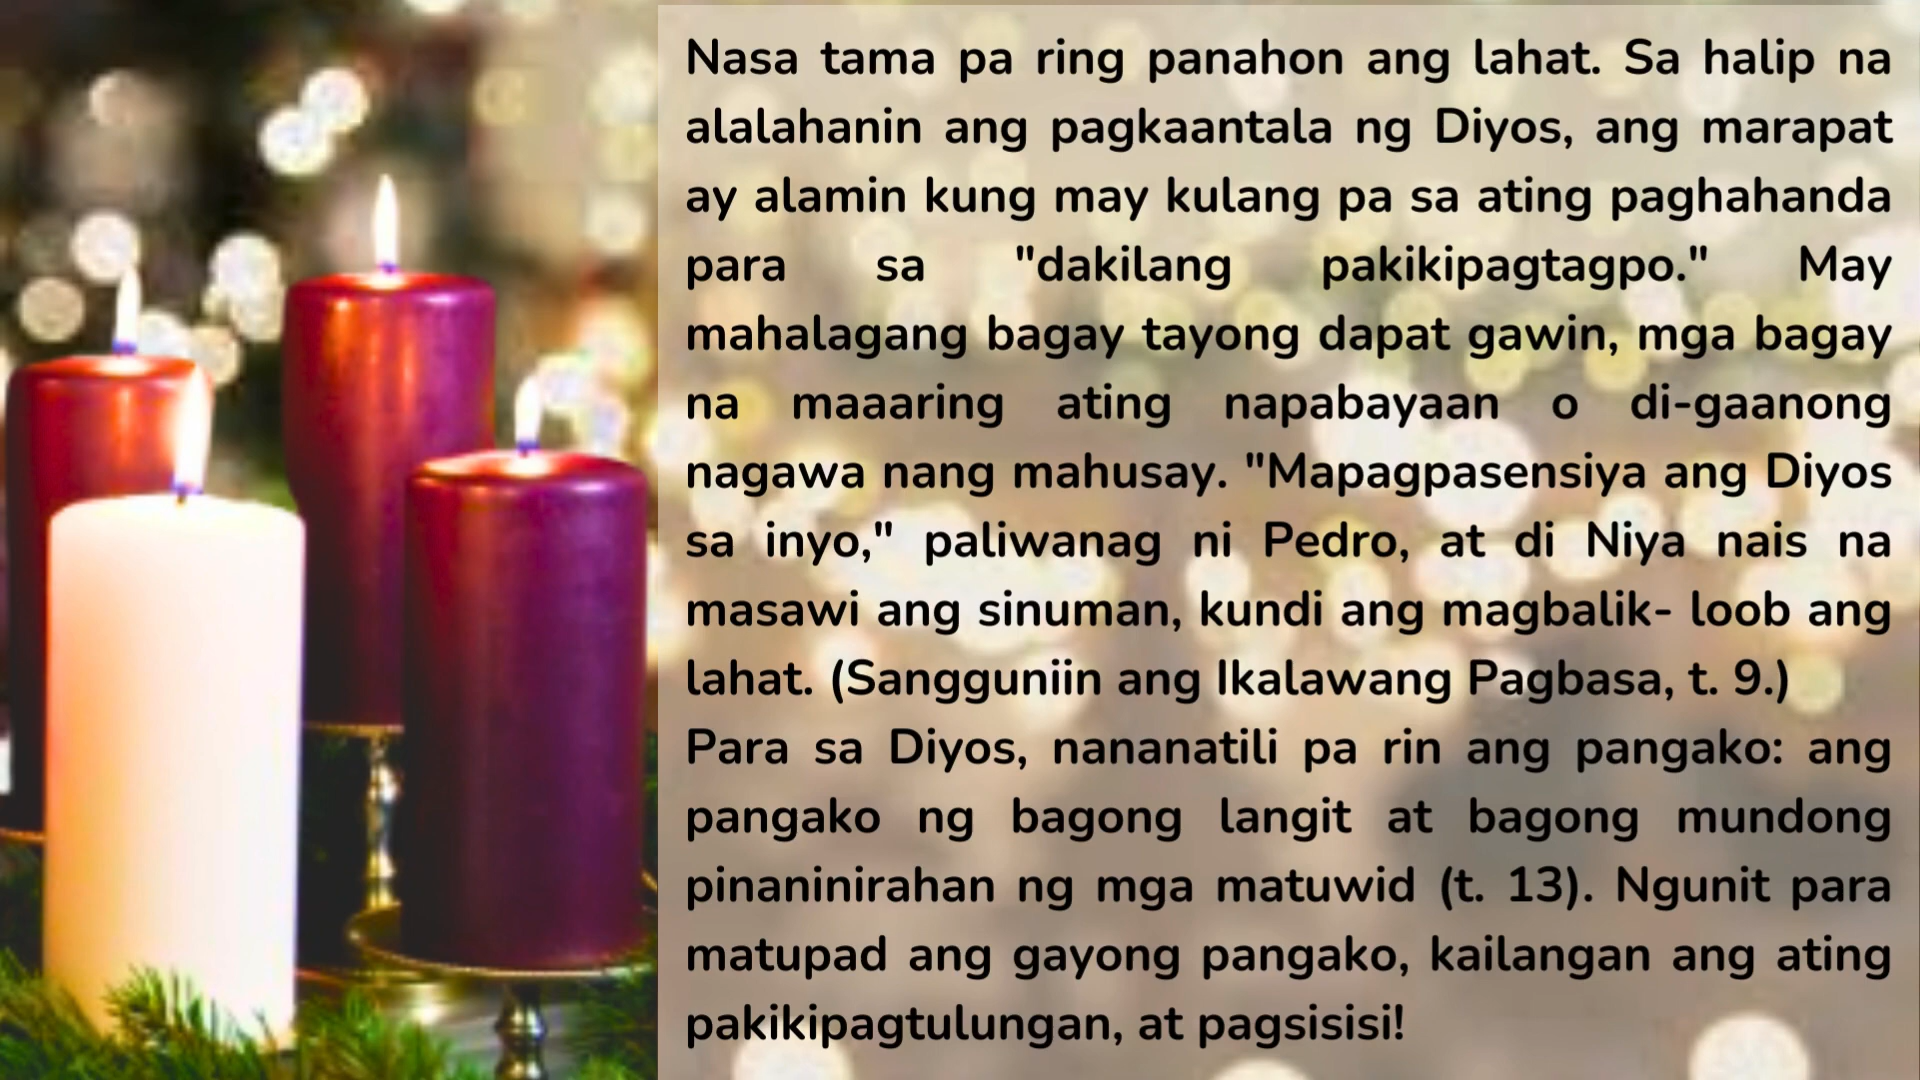 Nasa tama pa ring panahon ang lahat. Sa halip na
alalahanin ang pagkaantala ng Diyos, ang marapat
ay alamin kung may kulang pa sa ating paghahanda
para sa "dakilang pakikipagtagpo." May
mahalagang bagay tayong dapat gawin, mga bagay
na maaaring ating napabayaan o di-gaanong
nagawa nang mahusay. "Mapagpasensiya ang Diyos
sa inyo," paliwanag ni Pedro, at di Niya nais na
masawi ang sinuman, kundi ang magbalik- loob ang
lahat. (Sangguniin ang Ikalawang Pagbasa, t. 9.)
Para sa Diyos, nananatili pa rin ang pangako: ang
pangako ng bagong langit at bagong mundong
pinaninirahan ng mga matuwid (t. 13). Ngunit para
matupad ang gayong pangako, kailangan ang ating
pakikipagtulungan, at pagsisisi!